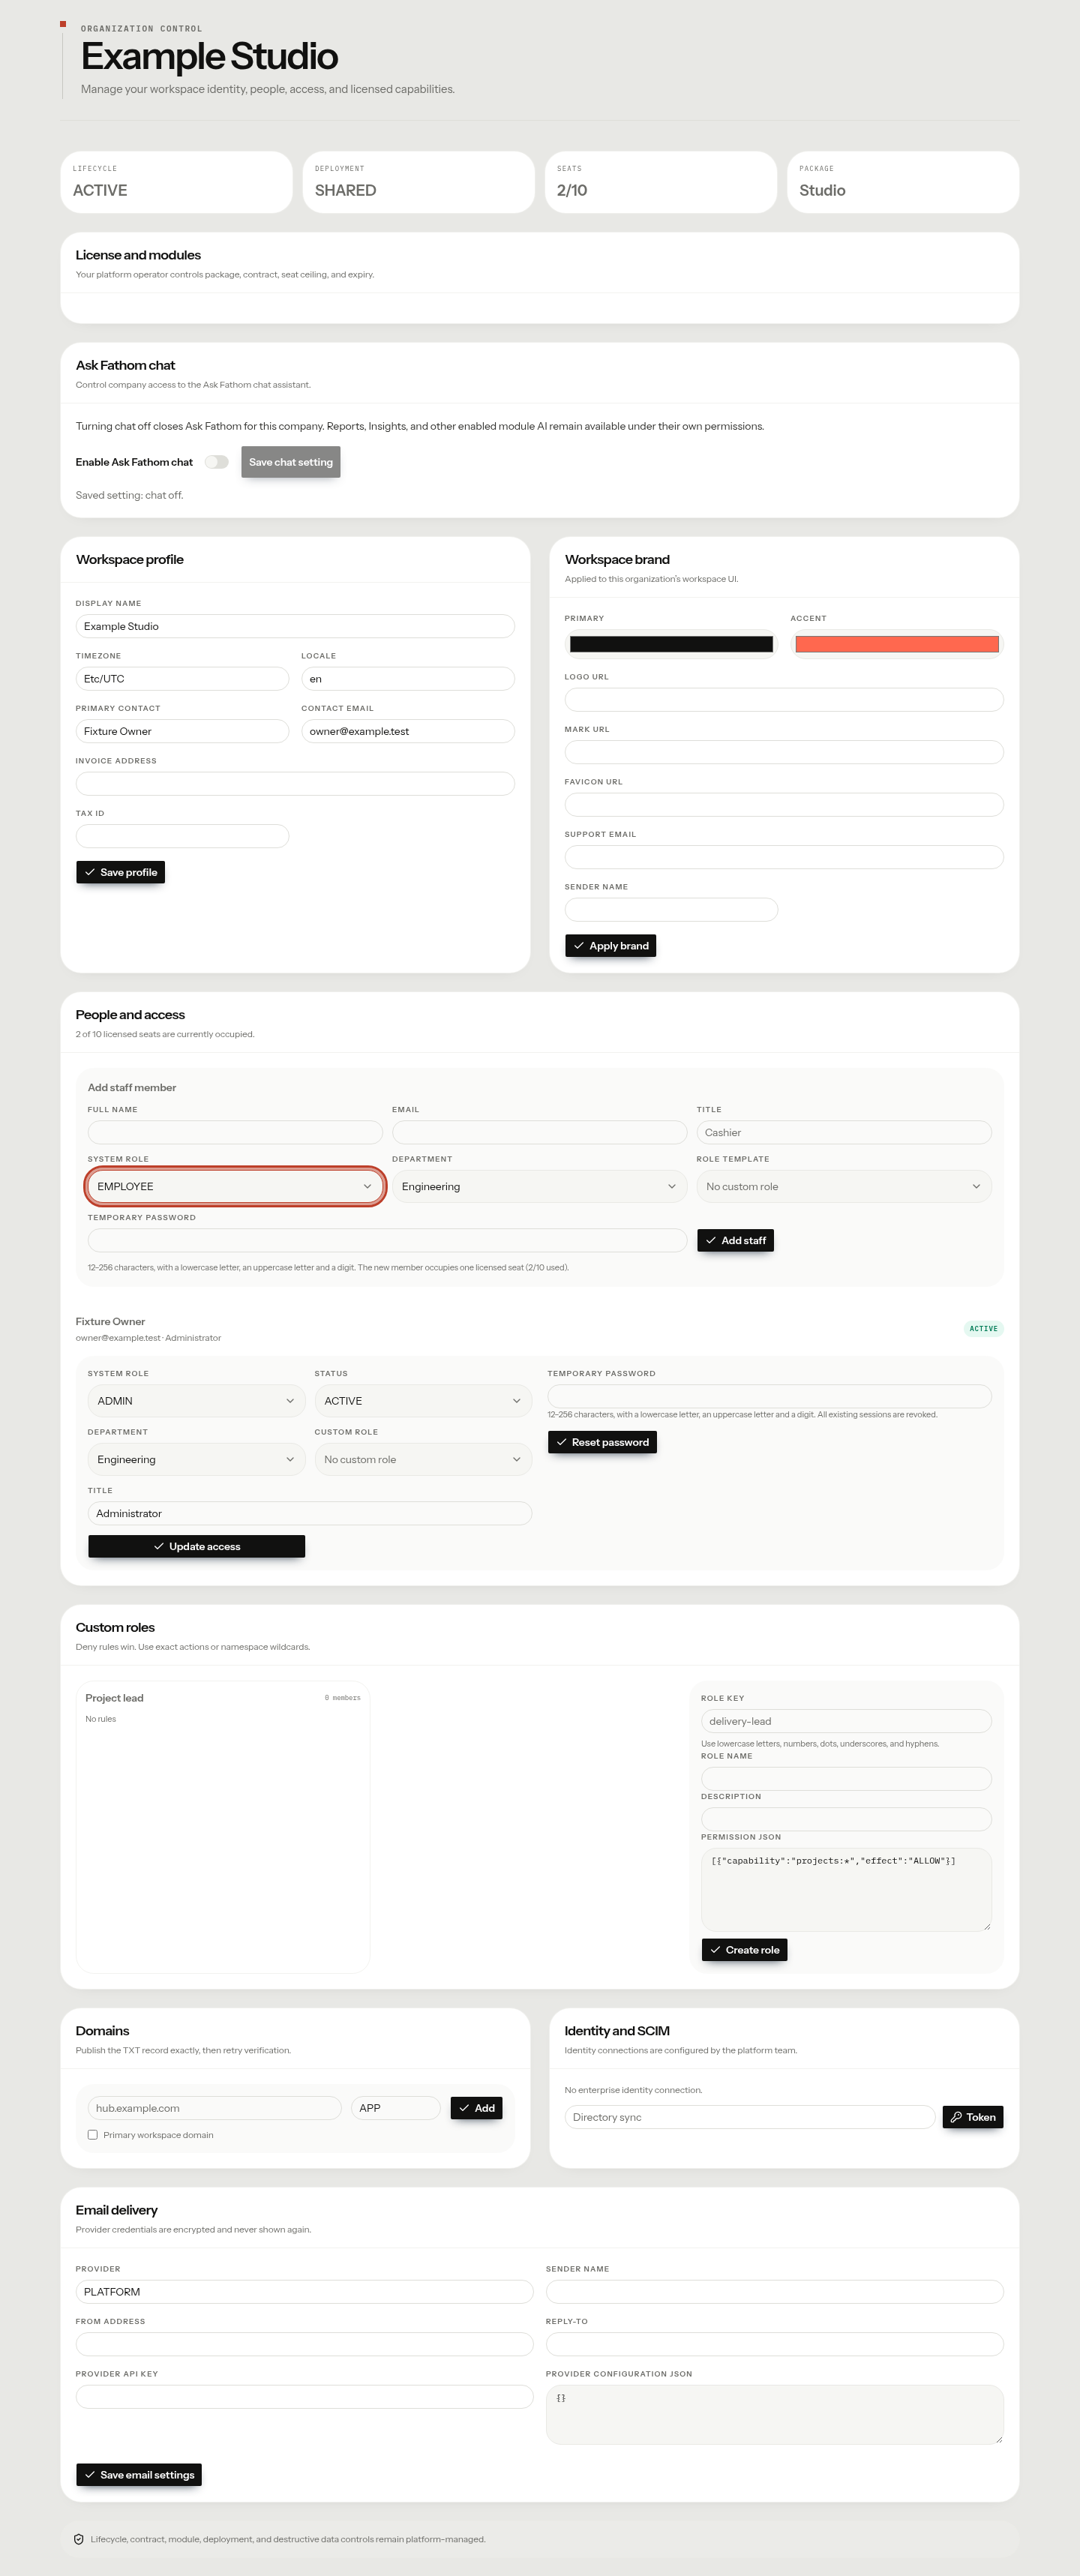 ORGANIZATION CONTROL
Example Studio
Manage your workspace identity, people, access, and licensed capabilities.
LIFECYCLE
ACTIVE
DEPLOYMENT
SHARED
SEATS
2/10
PACKAGE
Studio
License and modules
Your platform operator controls package, contract, seat ceiling, and expiry.
Ask Fathom chat
Control company access to the Ask Fathom chat assistant.
Turning chat off closes Ask Fathom for this company. Reports, Insights, and other enabled module AI remain available under their own permissions.
Enable Ask Fathom chat
Save chat setting
Saved setting: chat off.
Workspace profile
DISPLAY NAME
Example Studio
TIMEZONE
LOCALE
Etc/UTC
en
PRIMARY CONTACT
CONTACT EMAIL
Fixture Owner
owner@example.test
INVOICE ADDRESS
TAX ID
Save profile
Workspace brand
Applied to this organization's workspace UI.
PRIMARY
ACCENT
LOGO URL
MARK URL
FAVICON URL
SUPPORT EMAIL
SENDER NAME
Apply brand
People and access
2 of 10 licensed seats are currently occupied.
Add staff member
FULL NAME
EMAIL
TITLE
Cashier
SYSTEM ROLE
DEPARTMENT
ROLE TEMPLATE
EMPLOYEE
Engineering
No custom role
TEMPORARY PASSWORD
Add staff
12–256 characters, with a lowercase letter, an uppercase letter and a digit. The new member occupies one licensed seat (2/10 used).
Fixture Owner
owner@example.test · Administrator
ACTIVE
SYSTEM ROLE
STATUS
TEMPORARY PASSWORD
ADMIN
ACTIVE
12–256 characters, with a lowercase letter, an uppercase letter and a digit. All existing sessions are revoked.
DEPARTMENT
CUSTOM ROLE
Reset password
Engineering
No custom role
TITLE
Administrator
Update access
Custom roles
Deny rules win. Use exact actions or namespace wildcards.
Project lead
0 members
No rules
ROLE KEY
delivery-lead
Use lowercase letters, numbers, dots, underscores, and hyphens.
ROLE NAME
DESCRIPTION
PERMISSION JSON
[{"capability":"projects:*","effect":"ALLOW"}]
Create role
Domains
Publish the TXT record exactly, then retry verification.
hub.example.com
APP
Add
Primary workspace domain
Identity and SCIM
Identity connections are configured by the platform team.
No enterprise identity connection.
Directory sync
Token
Email delivery
Provider credentials are encrypted and never shown again.
PROVIDER
SENDER NAME
PLATFORM
FROM ADDRESS
REPLY-TO
PROVIDER API KEY
PROVIDER CONFIGURATION JSON
{}
Save email settings
Lifecycle, contract, module, deployment, and destructive data controls remain platform-managed.